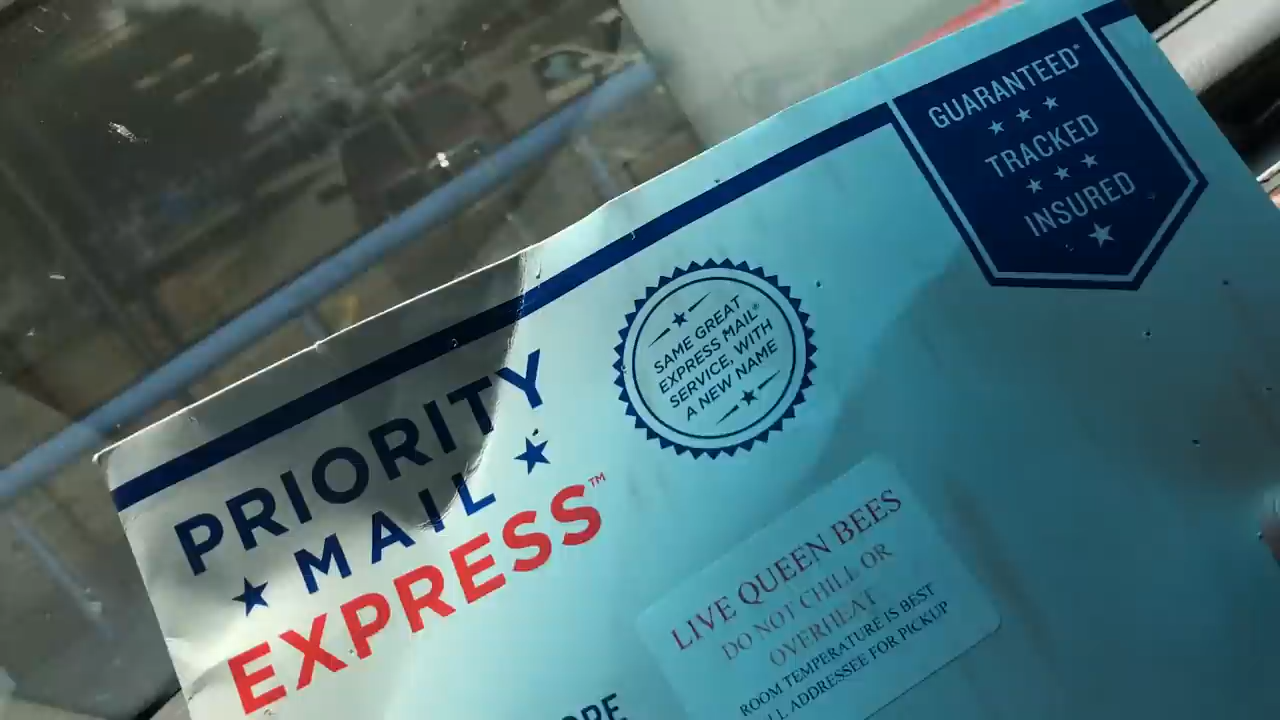 GUARANTEED*
TRACKED
INSURED
SAME GREAT
EXPRESS MAIL®
SERVICE, WITH
A NEW NAME
PRIORITY
MAIL
EXPRESS™
LIVE QUEEN BEES
DO NOT CHILL OR
OVERHEAT
ROOM TEMPERATURE IS BEST
ADDRESSEE FOR PICKUP